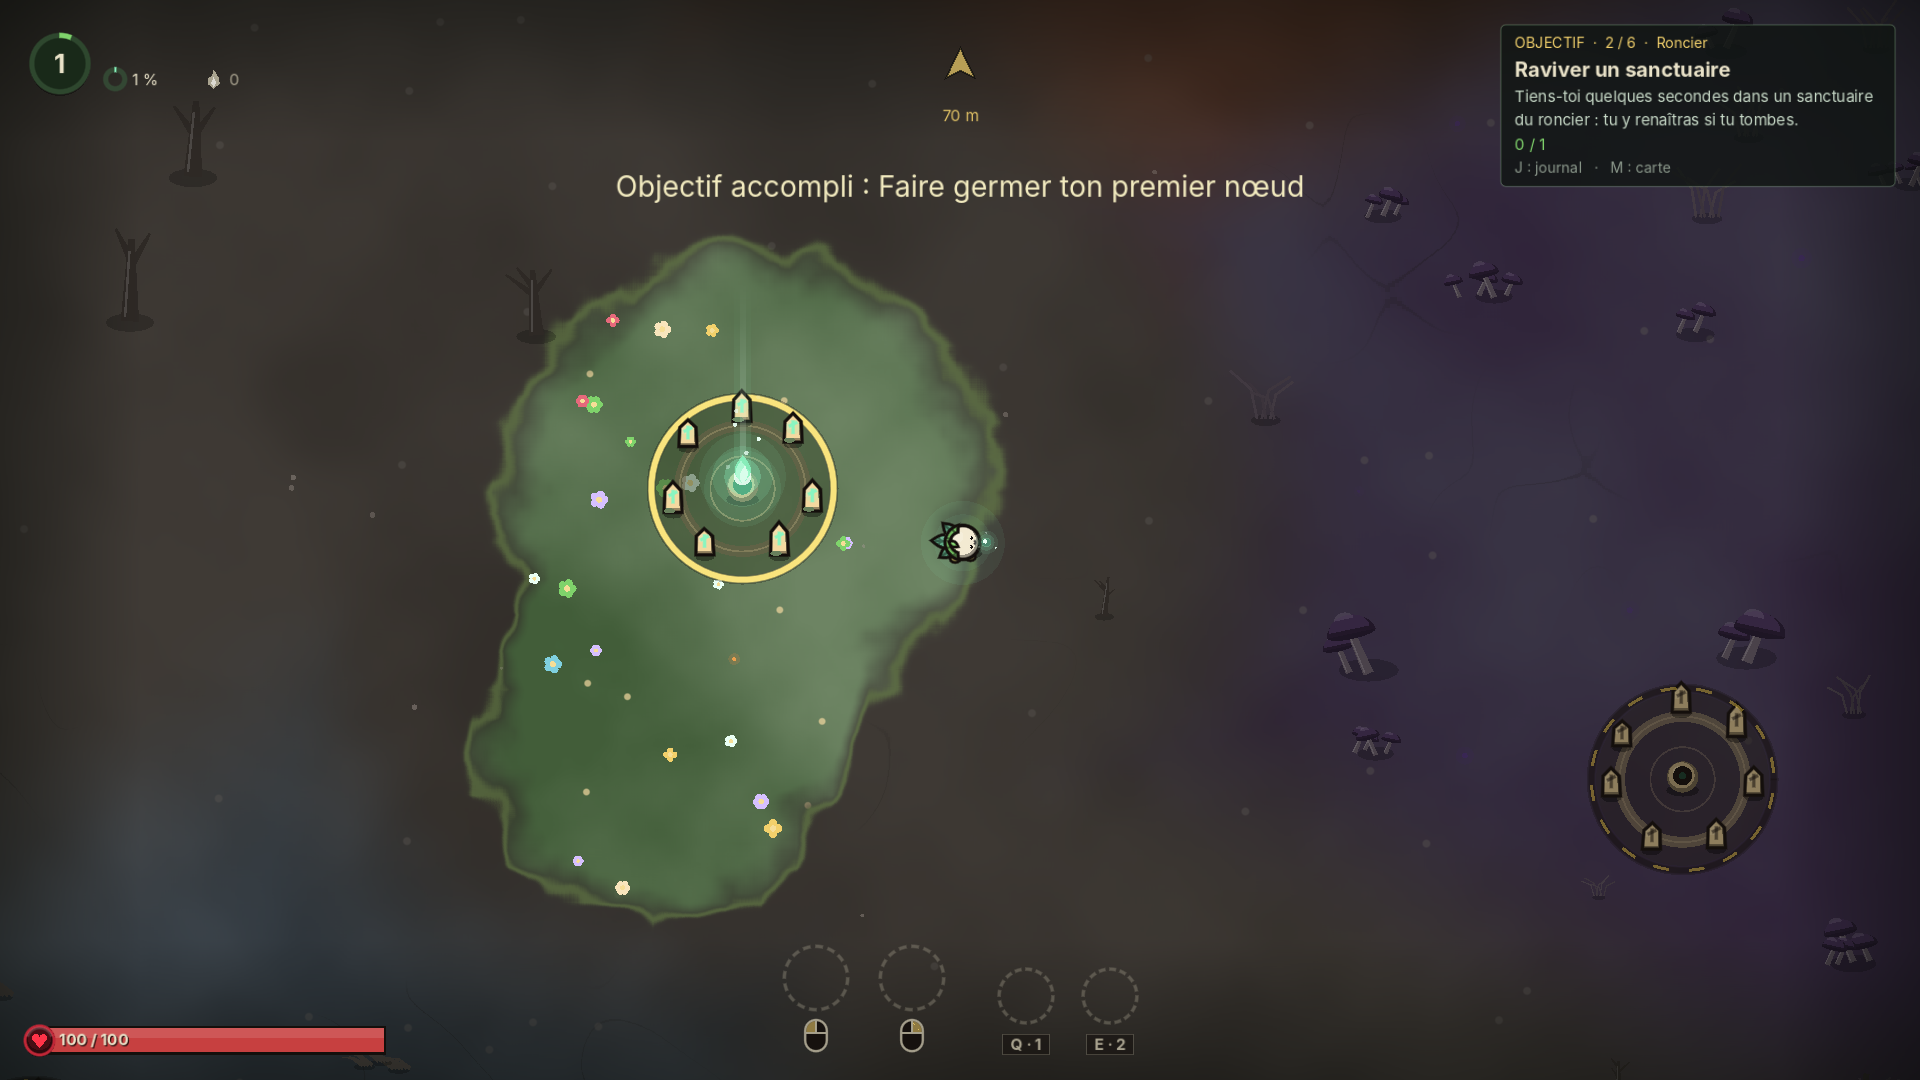 1
1 %
0
70 m
OBJECTIF · 2 / 6 · Roncier
Raviver un sanctuaire
Tiens-toi quelques secondes dans un sanctuaire
du roncier : tu y renaîtras si tu tombes.
0 / 1
J : journal · M : carte
Objectif accompli : Faire germer ton premier nœud
100 / 100
Q · 1
E · 2